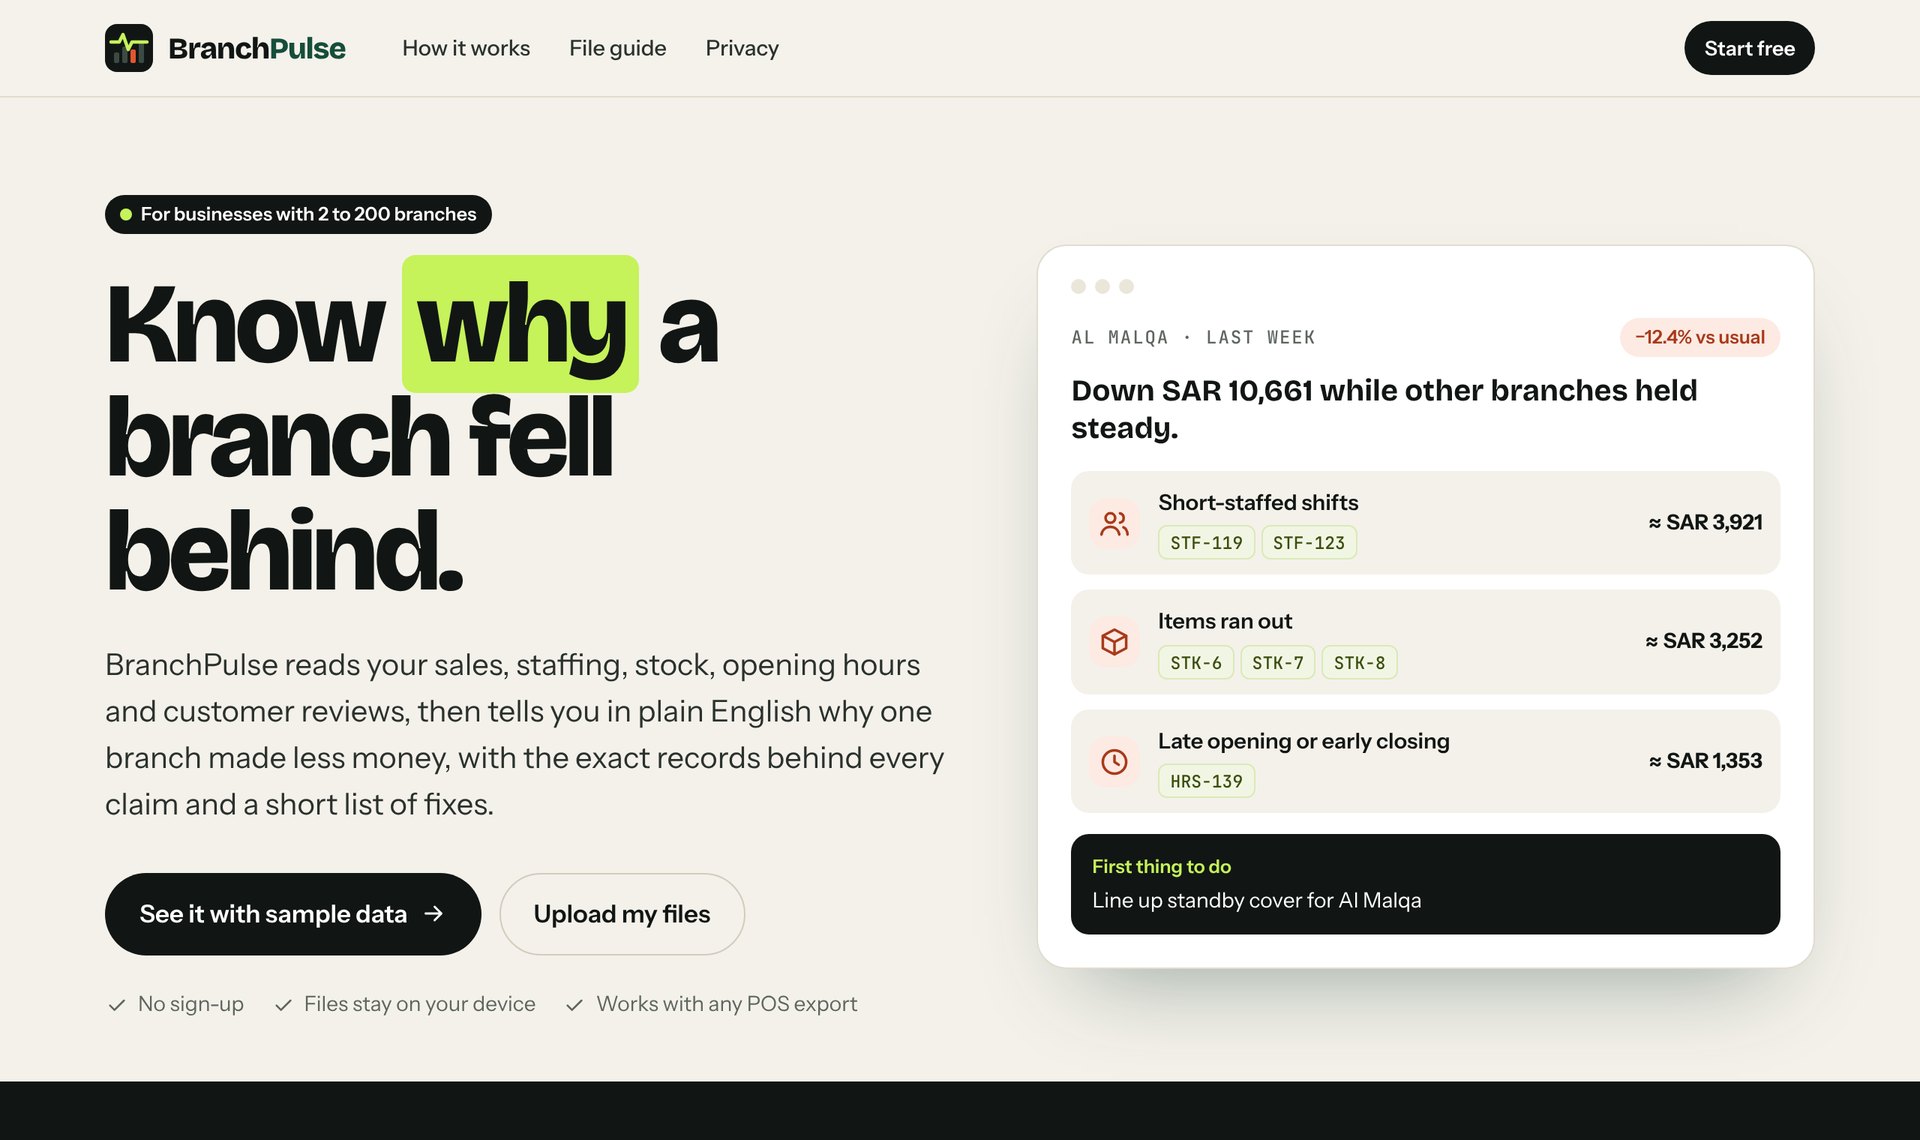 BranchPulse
How it works
File guide
Privacy
Start free
For businesses with 2 to 200 branches
Know why a
branch fell
behind.
BranchPulse reads your sales, staffing, stock, opening hours
and customer reviews, then tells you in plain English why one
branch made less money, with the exact records behind every
claim and a short list of fixes.
See it with sample data →
Upload my files
No sign-up
Files stay on your device
Works with any POS export
AL MALQA · LAST WEEK
−12.4% vs usual
Down SAR 10,661 while other branches held
steady.
Short-staffed shifts
STF-119 STF-123
≈ SAR 3,921
Items ran out
STK-6 STK-7 STK-8
≈ SAR 3,252
Late opening or early closing
HRS-139
≈ SAR 1,353
First thing to do
Line up standby cover for Al Malqa